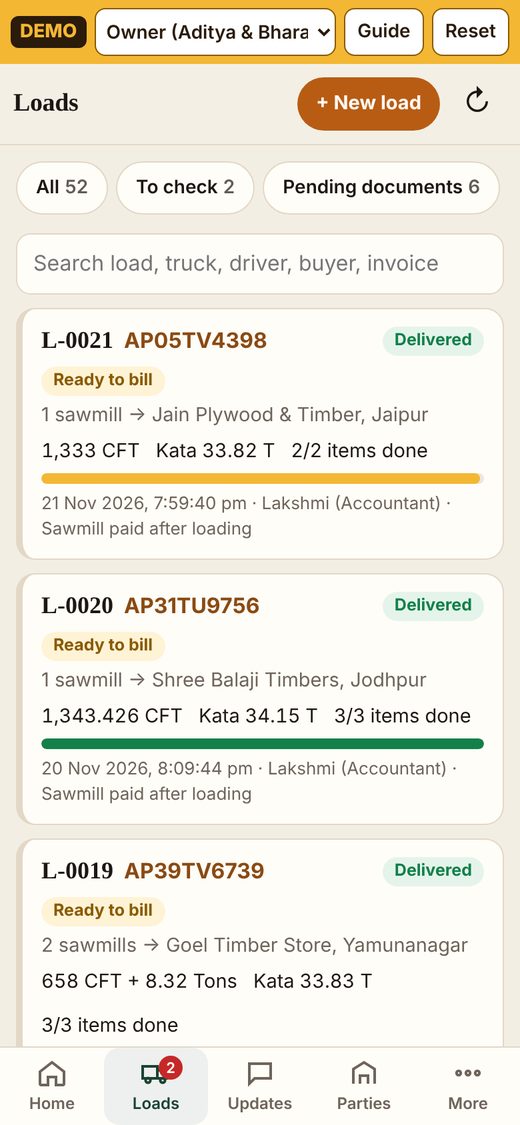 DEMO Owner (Aditya & Bhara Guide Reset
Loads + New load
All 52 To check 2 Pending documents 6
Search load, truck, driver, buyer, invoice
L-0021 AP05TV4398 Delivered
Ready to bill
1 sawmill → Jain Plywood & Timber, Jaipur
1,333 CFT Kata 33.82 T 2/2 items done
21 Nov 2026, 7:59:40 pm · Lakshmi (Accountant) ·
Sawmill paid after loading
L-0020 AP31TU9756 Delivered
Ready to bill
1 sawmill → Shree Balaji Timbers, Jodhpur
1,343.426 CFT Kata 34.15 T 3/3 items done
20 Nov 2026, 8:09:44 pm · Lakshmi (Accountant) ·
Sawmill paid after loading
L-0019 AP39TV6739 Delivered
Ready to bill
2 sawmills → Goel Timber Store, Yamunanagar
658 CFT + 8.32 Tons Kata 33.83 T
3/3 items done
2
Home Loads Updates Parties More